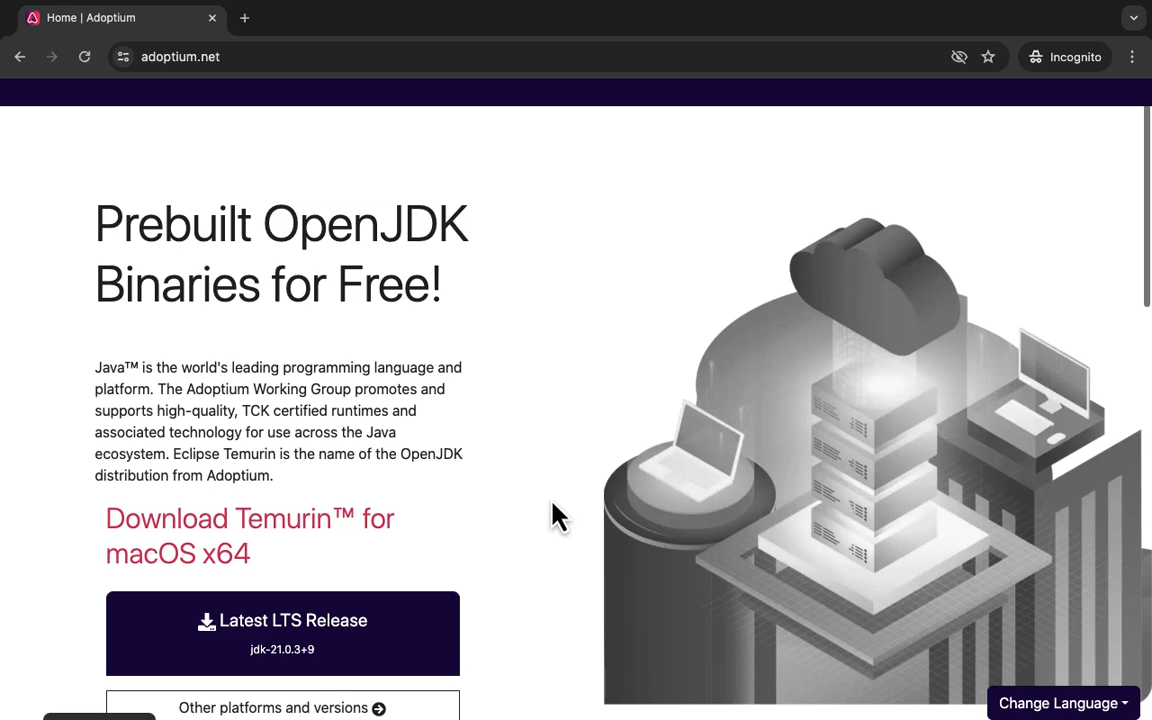 Home | Adoptium
adoptium.net
Incognito
Prebuilt OpenJDK
Binaries for Free!
Java™ is the world's leading programming language and
platform. The Adoptium Working Group promotes and
supports high-quality, TCK certified runtimes and
associated technology for use across the Java
ecosystem. Eclipse Temurin is the name of the OpenJDK
distribution from Adoptium.
Download Temurin™ for
macOS x64
Latest LTS Release
jdk-21.0.3+9
Other platforms and versions
Change Language